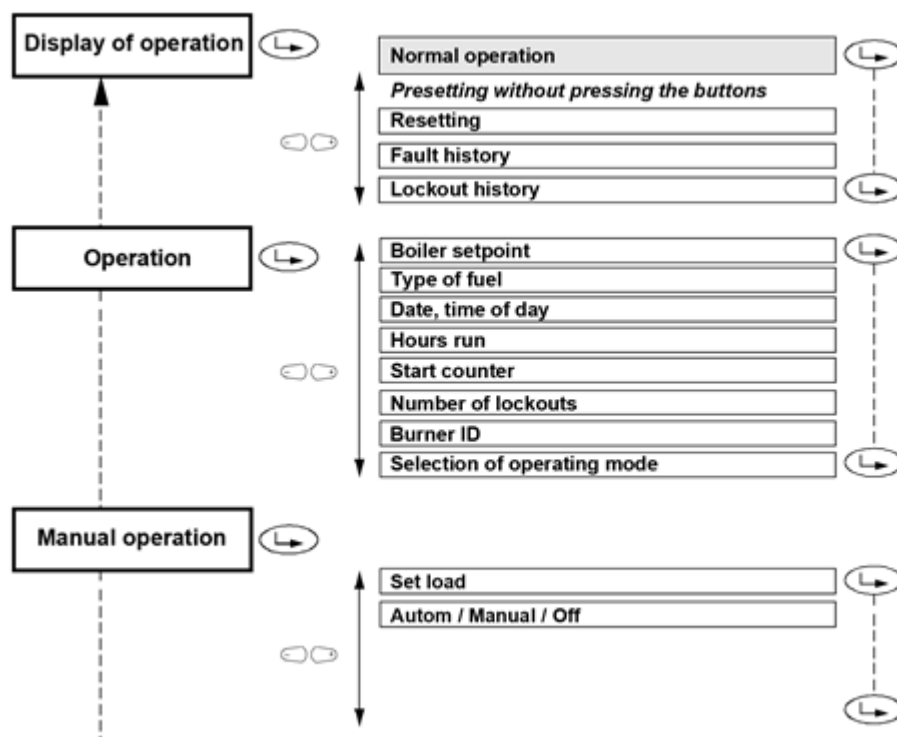 Display of operation
Normal operation
Presetting without pressing the buttons
Resetting
Fault history
Lockout history
Operation
Boiler setpoint
Type of fuel
Date, time of day
Hours run
Start counter
Number of lockouts
Burner ID
Selection of operating mode
Manual operation
Set load
Autom / Manual / Off